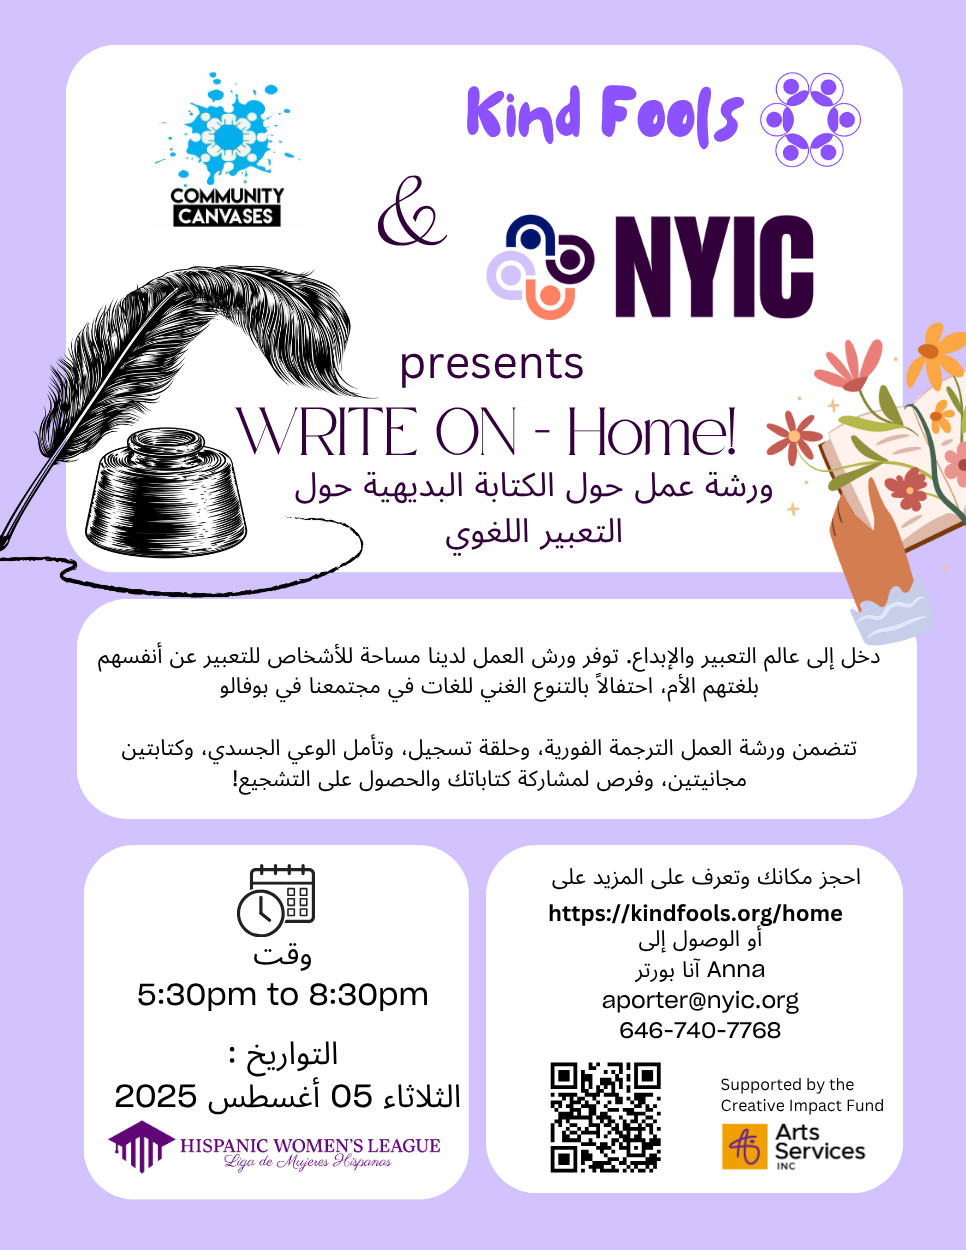 COMMUNITY
CANVASES
Kind Fools
&
NYIC
presents
WRITE ON - Home!
ورشة عمل حول الكتابة البديهية حول
التعبير اللغوي
دخل إلى عالم التعبير والإبداع. توفر ورش العمل لدينا مساحة للأشخاص للتعبير عن أنفسهم
بلغتهم الأم، احتفالاً بالتنوع الغني للغات في مجتمعنا في بوفالو
تتضمن ورشة العمل الترجمة الفورية، وحلقة تسجيل، وتأمل الوعي الجسدي، وكتابتين
مجانيتين، وفرص لمشاركة كتاباتك والحصول على التشجيع!
وقت
5:30pm to 8:30pm
التواريخ :
الثلاثاء 05 أغسطس 2025
HISPANIC WOMEN'S LEAGUE
Liga de Mujeres Hispanas
احجز مكانك وتعرف على المزيد على
https://kindfools.org/home
أو الوصول إلى
Anna آنا بورتر
aporter@nyic.org
646-740-7768
Supported by the
Creative Impact Fund
Arts
Services
INC